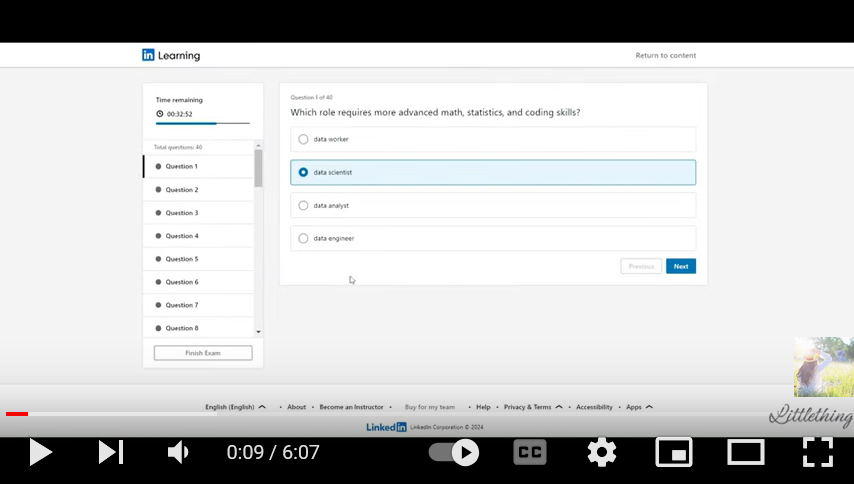 in Learning
Return to content
Time remaining
00:32:52
Total questions: 40
Question 1
Question 2
Question 3
Question 4
Question 5
Question 6
Question 7
Question 8
Finish Exam
Question 1 of 40
Which role requires more advanced math, statistics, and coding skills?
data worker
data scientist
data analyst
data engineer
Previous
Next
Littlething
English (English) • About • Become an Instructor • Buy for my team • Help • Privacy & Terms • Accessibility • Apps
LinkedIn LinkedIn Corporation © 2024
0:09 / 6:07
CC